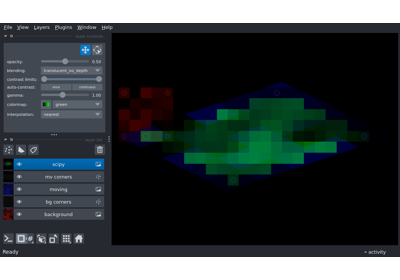 File View Layers Plugins Window Help
opacity: 0.50
blending: translucent_no_depth
contrast limits:
auto-contrast: once continuous
gamma: 1.00
colormap: green
interpolation: nearest
scipy
mv corners
moving
bg corners
background
Ready
activity